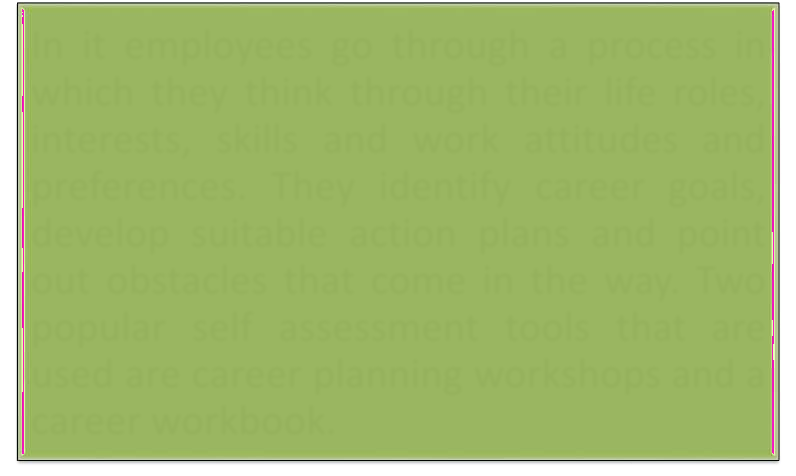 In it employees go through a process in
which they think through their life roles,
interests, skills and work attitudes and
preferences. They identify career goals,
develop suitable action plans and point
out obstacles that come in the way. Two
popular self assessment tools that are
used are career planning workshops and a
career workbook.